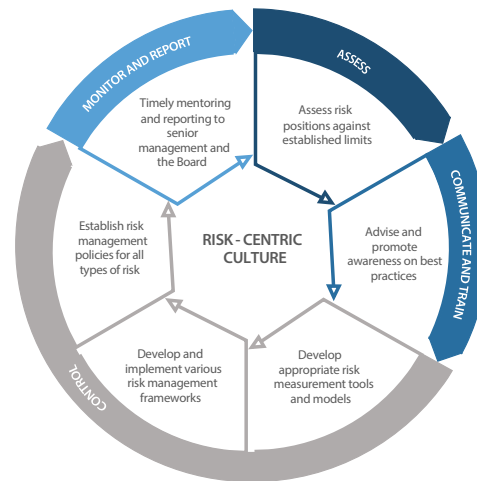 MONITOR AND REPORT
ASSESS
Timely mentoring
and reporting to
senior
management and
the Board
Assess risk
positions against
established limits
COMMUNICATE AND TRAIN
Establish risk
management
policies for all
types of risk
RISK - CENTRIC
CULTURE
Advise and
promote
awareness on best
practices
Develop and
implement various
risk management
frameworks
Develop
appropriate risk
measurement tools
and models
CONTROL